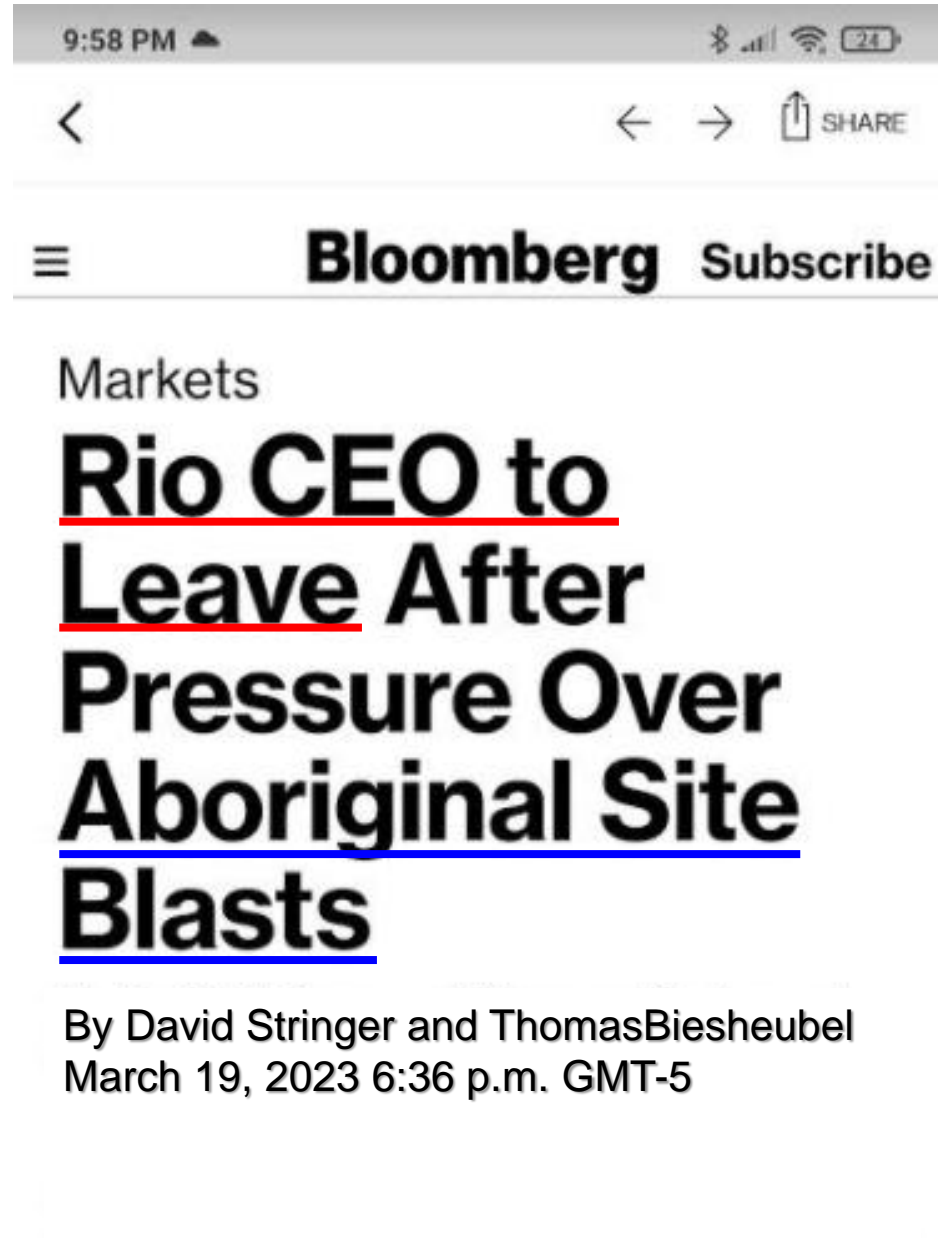 9:58 PM
24
SHARE
Bloomberg Subscribe
Markets
Rio CEO to
Leave After
Pressure Over
Aboriginal Site
Blasts
By David Stringer and ThomasBiesheubel
March 19, 2023 6:36 p.m. GMT-5